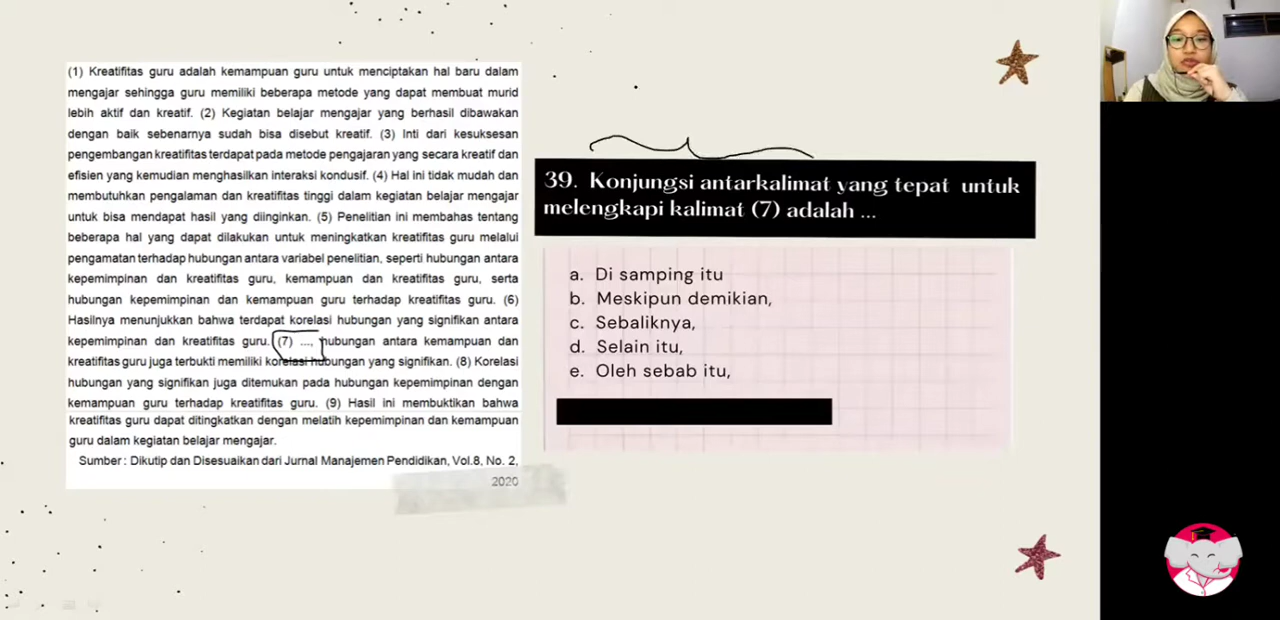 (1) Kreatifitas guru adalah kemampuan guru untuk menciptakan hal baru dalam
mengajar sehingga guru memiliki beberapa metode yang dapat membuat murid
lebih aktif dan kreatif. (2) Kegiatan belajar mengajar yang berhasil dibawakan
dengan baik sebenarnya sudah bisa disebut kreatif. (3) Inti dari kesuksesan
pengembangan kreatifitas terdapat pada metode pengajaran yang secara kreatif dan
efisien yang kemudian menghasilkan interaksi kondusif. (4) Hal ini tidak mudah dan
membutuhkan pengalaman dan kreatifitas tinggi dalam kegiatan belajar mengajar
untuk bisa mendapat hasil yang diinginkan. (5) Penelitian ini membahas tentang
beberapa hal yang dapat dilakukan untuk meningkatkan kreatifitas guru melalui
pengamatan terhadap hubungan antara variabel penelitian, seperti hubungan antara
kepemimpinan dan kreatifitas guru, kemampuan dan kreatifitas guru, serta
hubungan kepemimpinan dan kemampuan guru terhadap kreatifitas guru. (6)
Hasilnya menunjukkan bahwa terdapat korelasi hubungan yang signifikan antara
kepemimpinan dan kreatifitas guru. (7) ..., hubungan antara kemampuan dan
kreatifitas guru juga terbukti memiliki korelasi hubungan yang signifikan. (8) Korelasi
hubungan yang signifikan juga ditemukan pada hubungan kepemimpinan dengan
kemampuan guru terhadap kreatifitas guru. (9) Hasil ini membuktikan bahwa
kreatifitas guru dapat ditingkatkan dengan melatih kepemimpinan dan kemampuan
guru dalam kegiatan belajar mengajar.
Sumber : Dikutip dan Disesuaikan dari Jurnal Manajemen Pendidikan, Vol.8, No. 2,
2020
39. Konjungsi antarkalimat yang tepat untuk
melengkapi kalimat (7) adalah ...
a. Di samping itu
b. Meskipun demikian,
c. Sebaliknya,
d. Selain itu,
e. Oleh sebab itu,